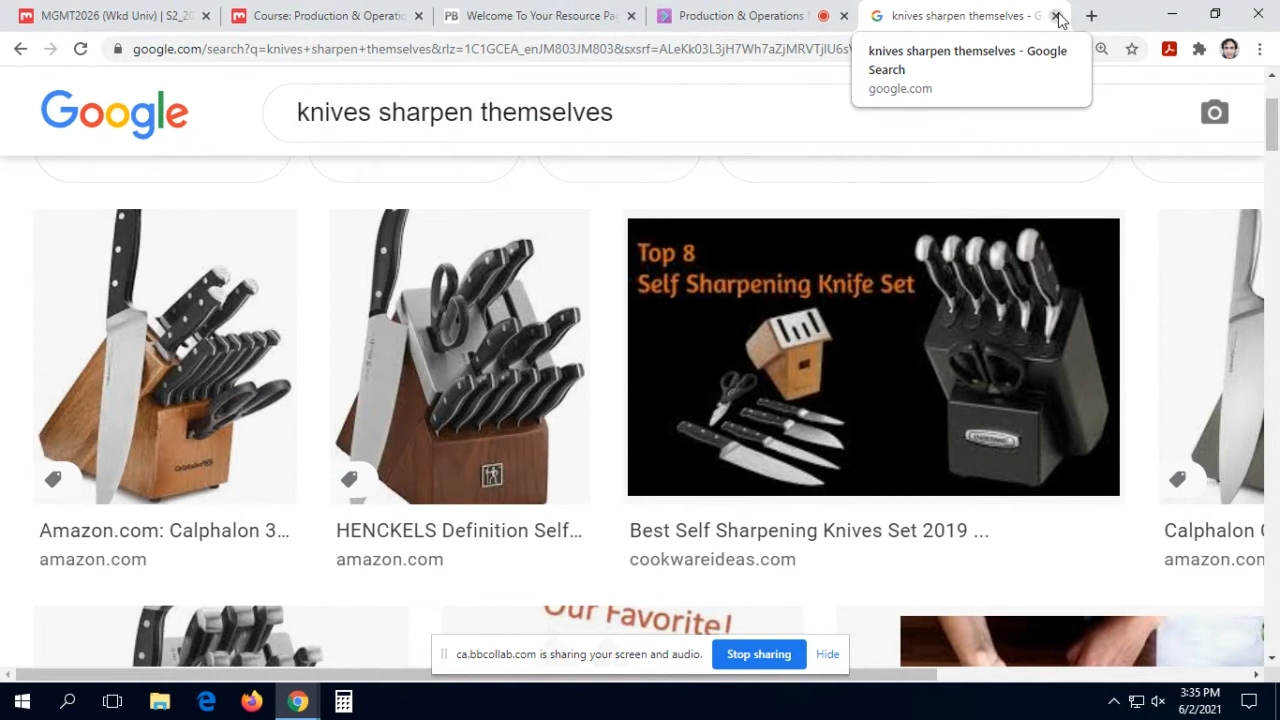 MGMT2026 (Wkd Univ) | S2_20
Course: Production & Operatio
Welcome To Your Resource Pag
Production & Operations M
knives sharpen themselves - G
google.com/search?q=knives+sharpen+themselves&rlz=1C1GCEA_enJM803JM803&sxsrf=ALeKk03L3jH7Wh7aZjMRVTJlU6sV
knives sharpen themselves - Google
Search
google.com
Google
knives sharpen themselves
Top 8
Self Sharpening Knife Set
Amazon.com: Calphalon 3...
amazon.com
HENCKELS Definition Self...
amazon.com
Best Self Sharpening Knives Set 2019 ...
cookwareideas.com
Calphalon
amazon.com
Our Favorite!
ca.bbcollab.com is sharing your screen and audio.
Stop sharing
Hide
3:35 PM
6/2/2021